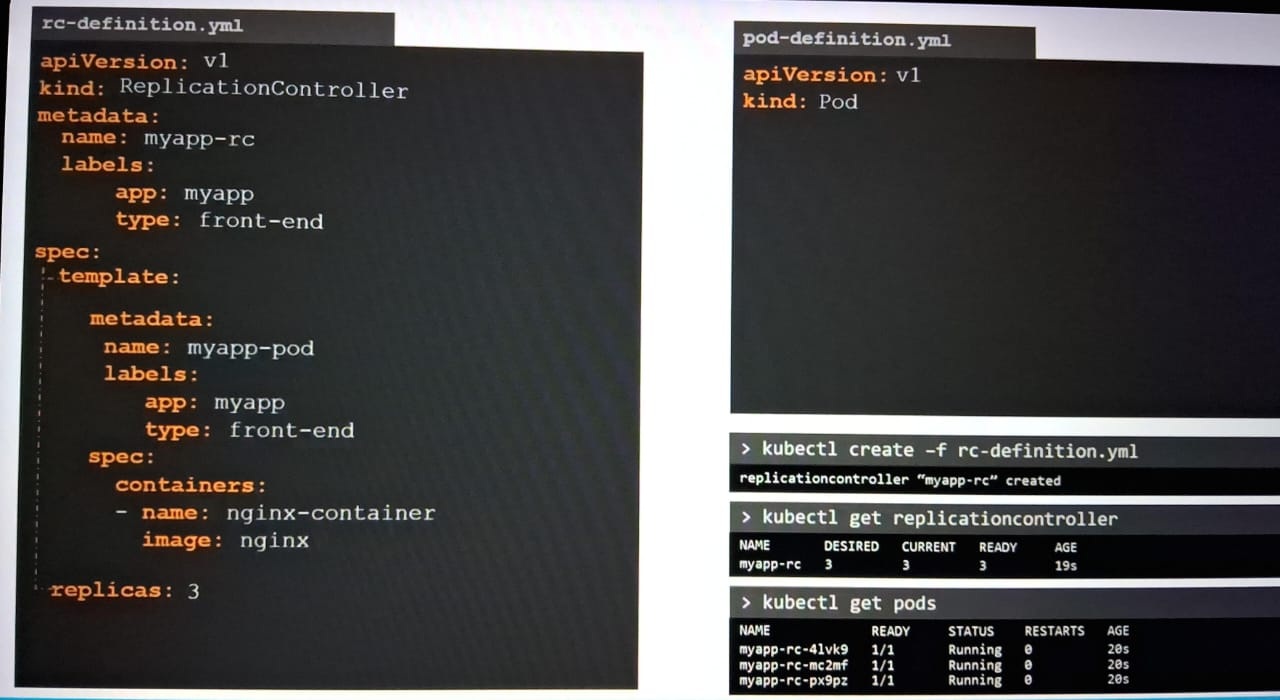 rc-definition.yml
apiVersion: v1
kind: ReplicationController
metadata:
  name: myapp-rc
  labels:
      app: myapp
      type: front-end
spec:
  template:
    metadata:
      name: myapp-pod
      labels:
        app: myapp
        type: front-end
    spec:
      containers:
      - name: nginx-container
        image: nginx
  replicas: 3
pod-definition.yml
apiVersion: v1
kind: Pod
> kubectl create -f rc-definition.yml
replicationcontroller “myapp-rc” created
> kubectl get replicationcontroller
NAME DESIRED CURRENT READY AGE
myapp-rc 3 3 3 19s
> kubectl get pods
NAME READY STATUS RESTARTS AGE
myapp-rc-4lvk9 1/1 Running 0 20s
myapp-rc-mc2mf 1/1 Running 0 20s
myapp-rc-px9pz 1/1 Running 0 20s